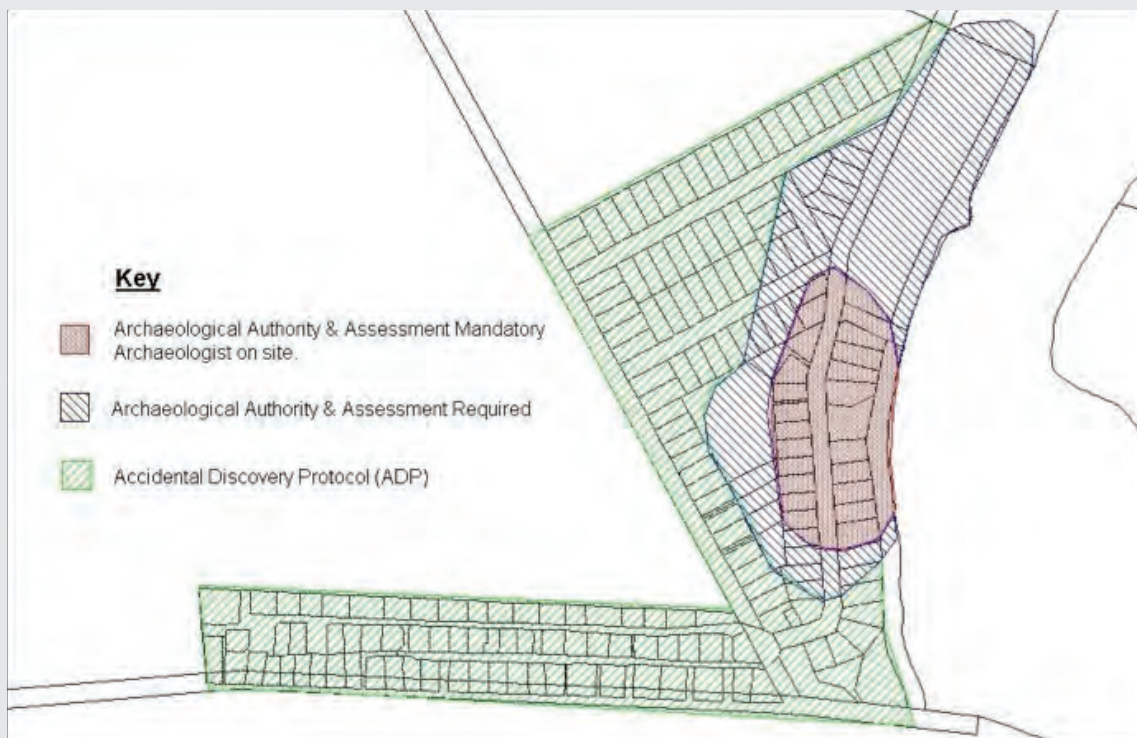 Key
Archaeological Authority & Assessment Mandatory
Archaeologist on site.
Archaeological Authority & Assessment Required
Accidental Discovery Protocol (ADP)